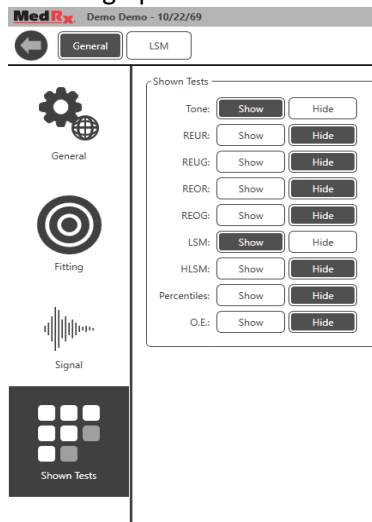 MedRx. Demo Demo - 10/22/69
General LSM
Shown Tests
Tone: Show Hide
REUR: Show Hide
General
REUG: Show Hide
REOR: Show Hide
REOG: Show Hide
LSM: Show Hide
Fitting
HLSM: Show Hide
Percentiles: Show Hide
O.E.: Show Hide
Signal
Shown Tests